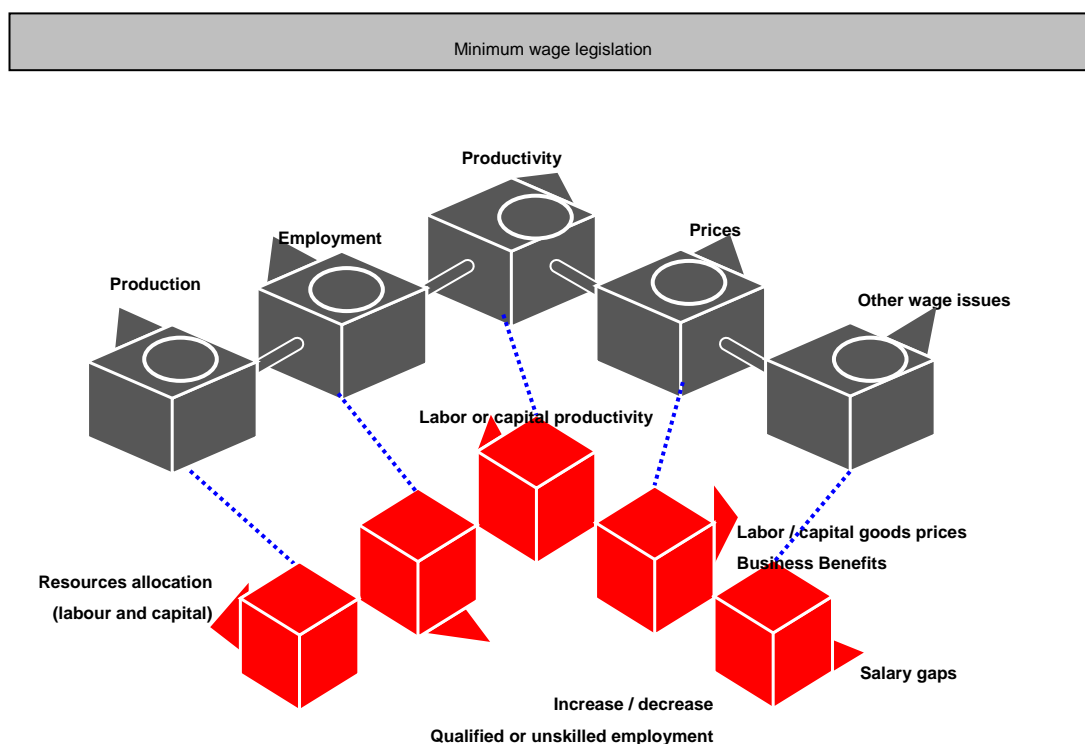 Minimum wage legislation
Productivity
Prices
Employment
Production
Other wage issues
Labor or capital productivity
Labor / capital goods prices
Business Benefits
Resources allocation
(labour and capital)
Salary gaps
Increase / decrease
Qualified or unskilled employment